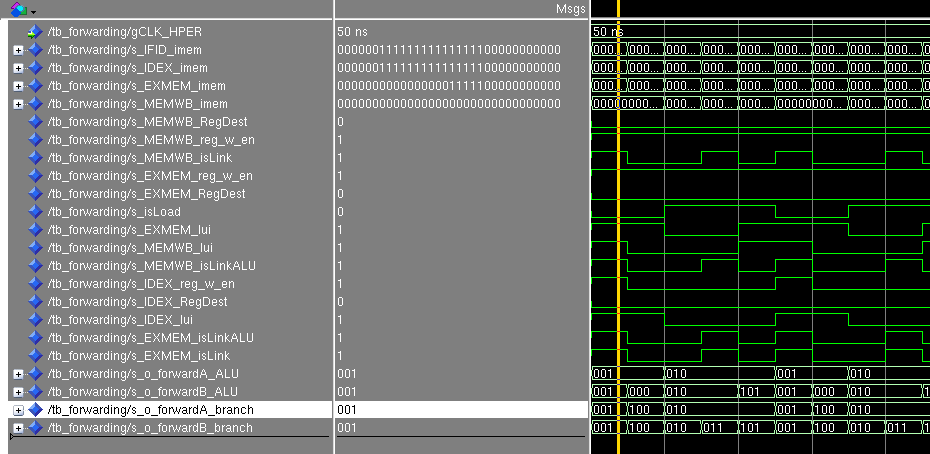 Msgs
/tb_forwarding/gCLK_HPER 50 ns 50 ns
/tb_forwarding/s_IFID_imem 00000011111111111111100000000000 000... 000... 000... 000... 000... 000... 000... 000... 000...
/tb_forwarding/s_IDEX_imem 00000011111111111111100000000000 000... 000... 000... 000... 000... 000... 000... 000... 000...
/tb_forwarding/s_EXMEM_imem 00000000000000001111100000000000 000... 000... 000... 000... 000... 000... 000... 000... 000...
/tb_forwarding/s_MEMWB_imem 00000000000000000000000000000000 00000000... 000... 000... 000... 00000000... 000... 000...
/tb_forwarding/s_MEMWB_RegDest 0
/tb_forwarding/s_MEMWB_reg_w_en 1
/tb_forwarding/s_MEMWB_isLink 1
/tb_forwarding/s_EXMEM_reg_w_en 1
/tb_forwarding/s_EXMEM_RegDest 0
/tb_forwarding/s_isLoad 0
/tb_forwarding/s_EXMEM_lui 1
/tb_forwarding/s_MEMWB_lui 1
/tb_forwarding/s_MEMWB_isLinkALU 1
/tb_forwarding/s_IDEX_reg_w_en 1
/tb_forwarding/s_IDEX_RegDest 0
/tb_forwarding/s_IDEX_lui 1
/tb_forwarding/s_EXMEM_isLinkALU 1
/tb_forwarding/s_EXMEM_isLink 1
/tb_forwarding/s_o_forwardA_ALU 001 001 010 001 010
/tb_forwarding/s_o_forwardB_ALU 001 001 000 010 101 001 000 010 1
/tb_forwarding/s_o_forwardA_branch 001 001 100 010 001 100 010
/tb_forwarding/s_o_forwardB_branch 001 001 100 010 011 101 001 100 010 011 1